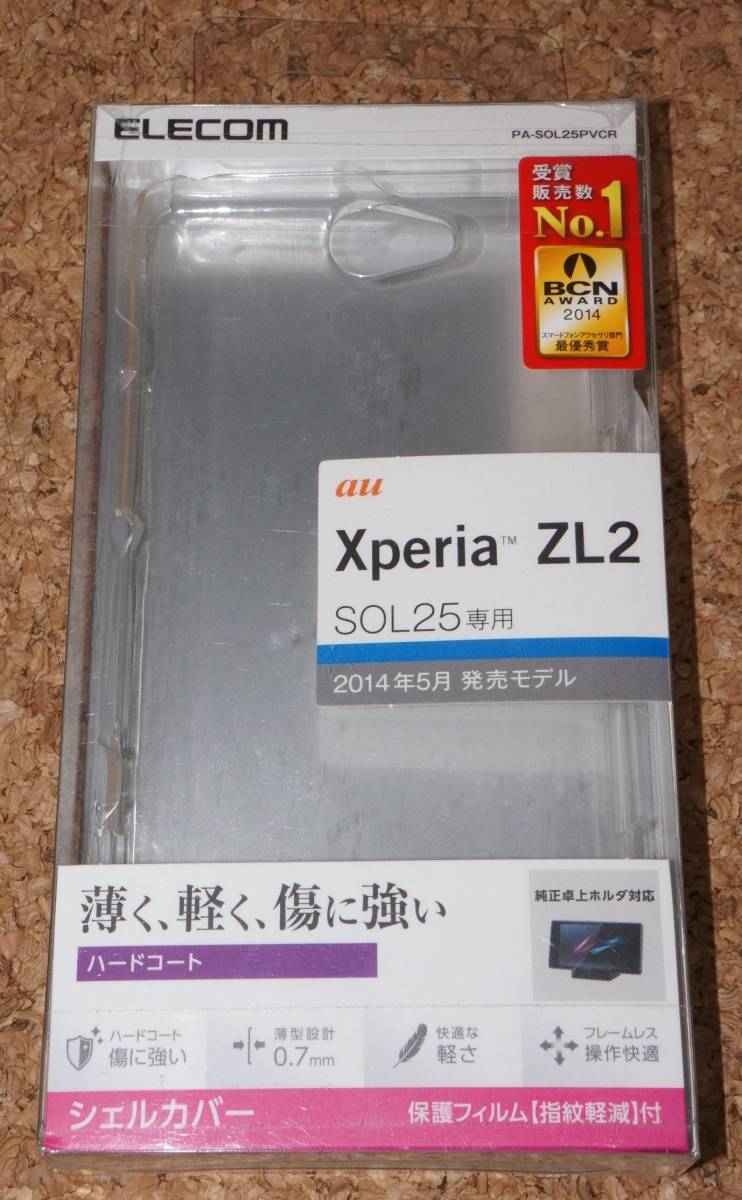 ELECOM
PA-SOL25PVCR
受賞
販売数
No.1
BCN
AWARD
2014
スマートフォンアクセサリ部門
最優秀賞
au
Xperia™ ZL2
SOL25専用
2014年5月 発売モデル
薄く、軽く、傷に強い
ハードコート
純正卓上ホルダ対応
ハードコート
傷に強い
薄型設計
0.7mm
快適な
軽さ
フレームレス
操作快適
シェルカバー
保護フィルム【指紋軽減】付